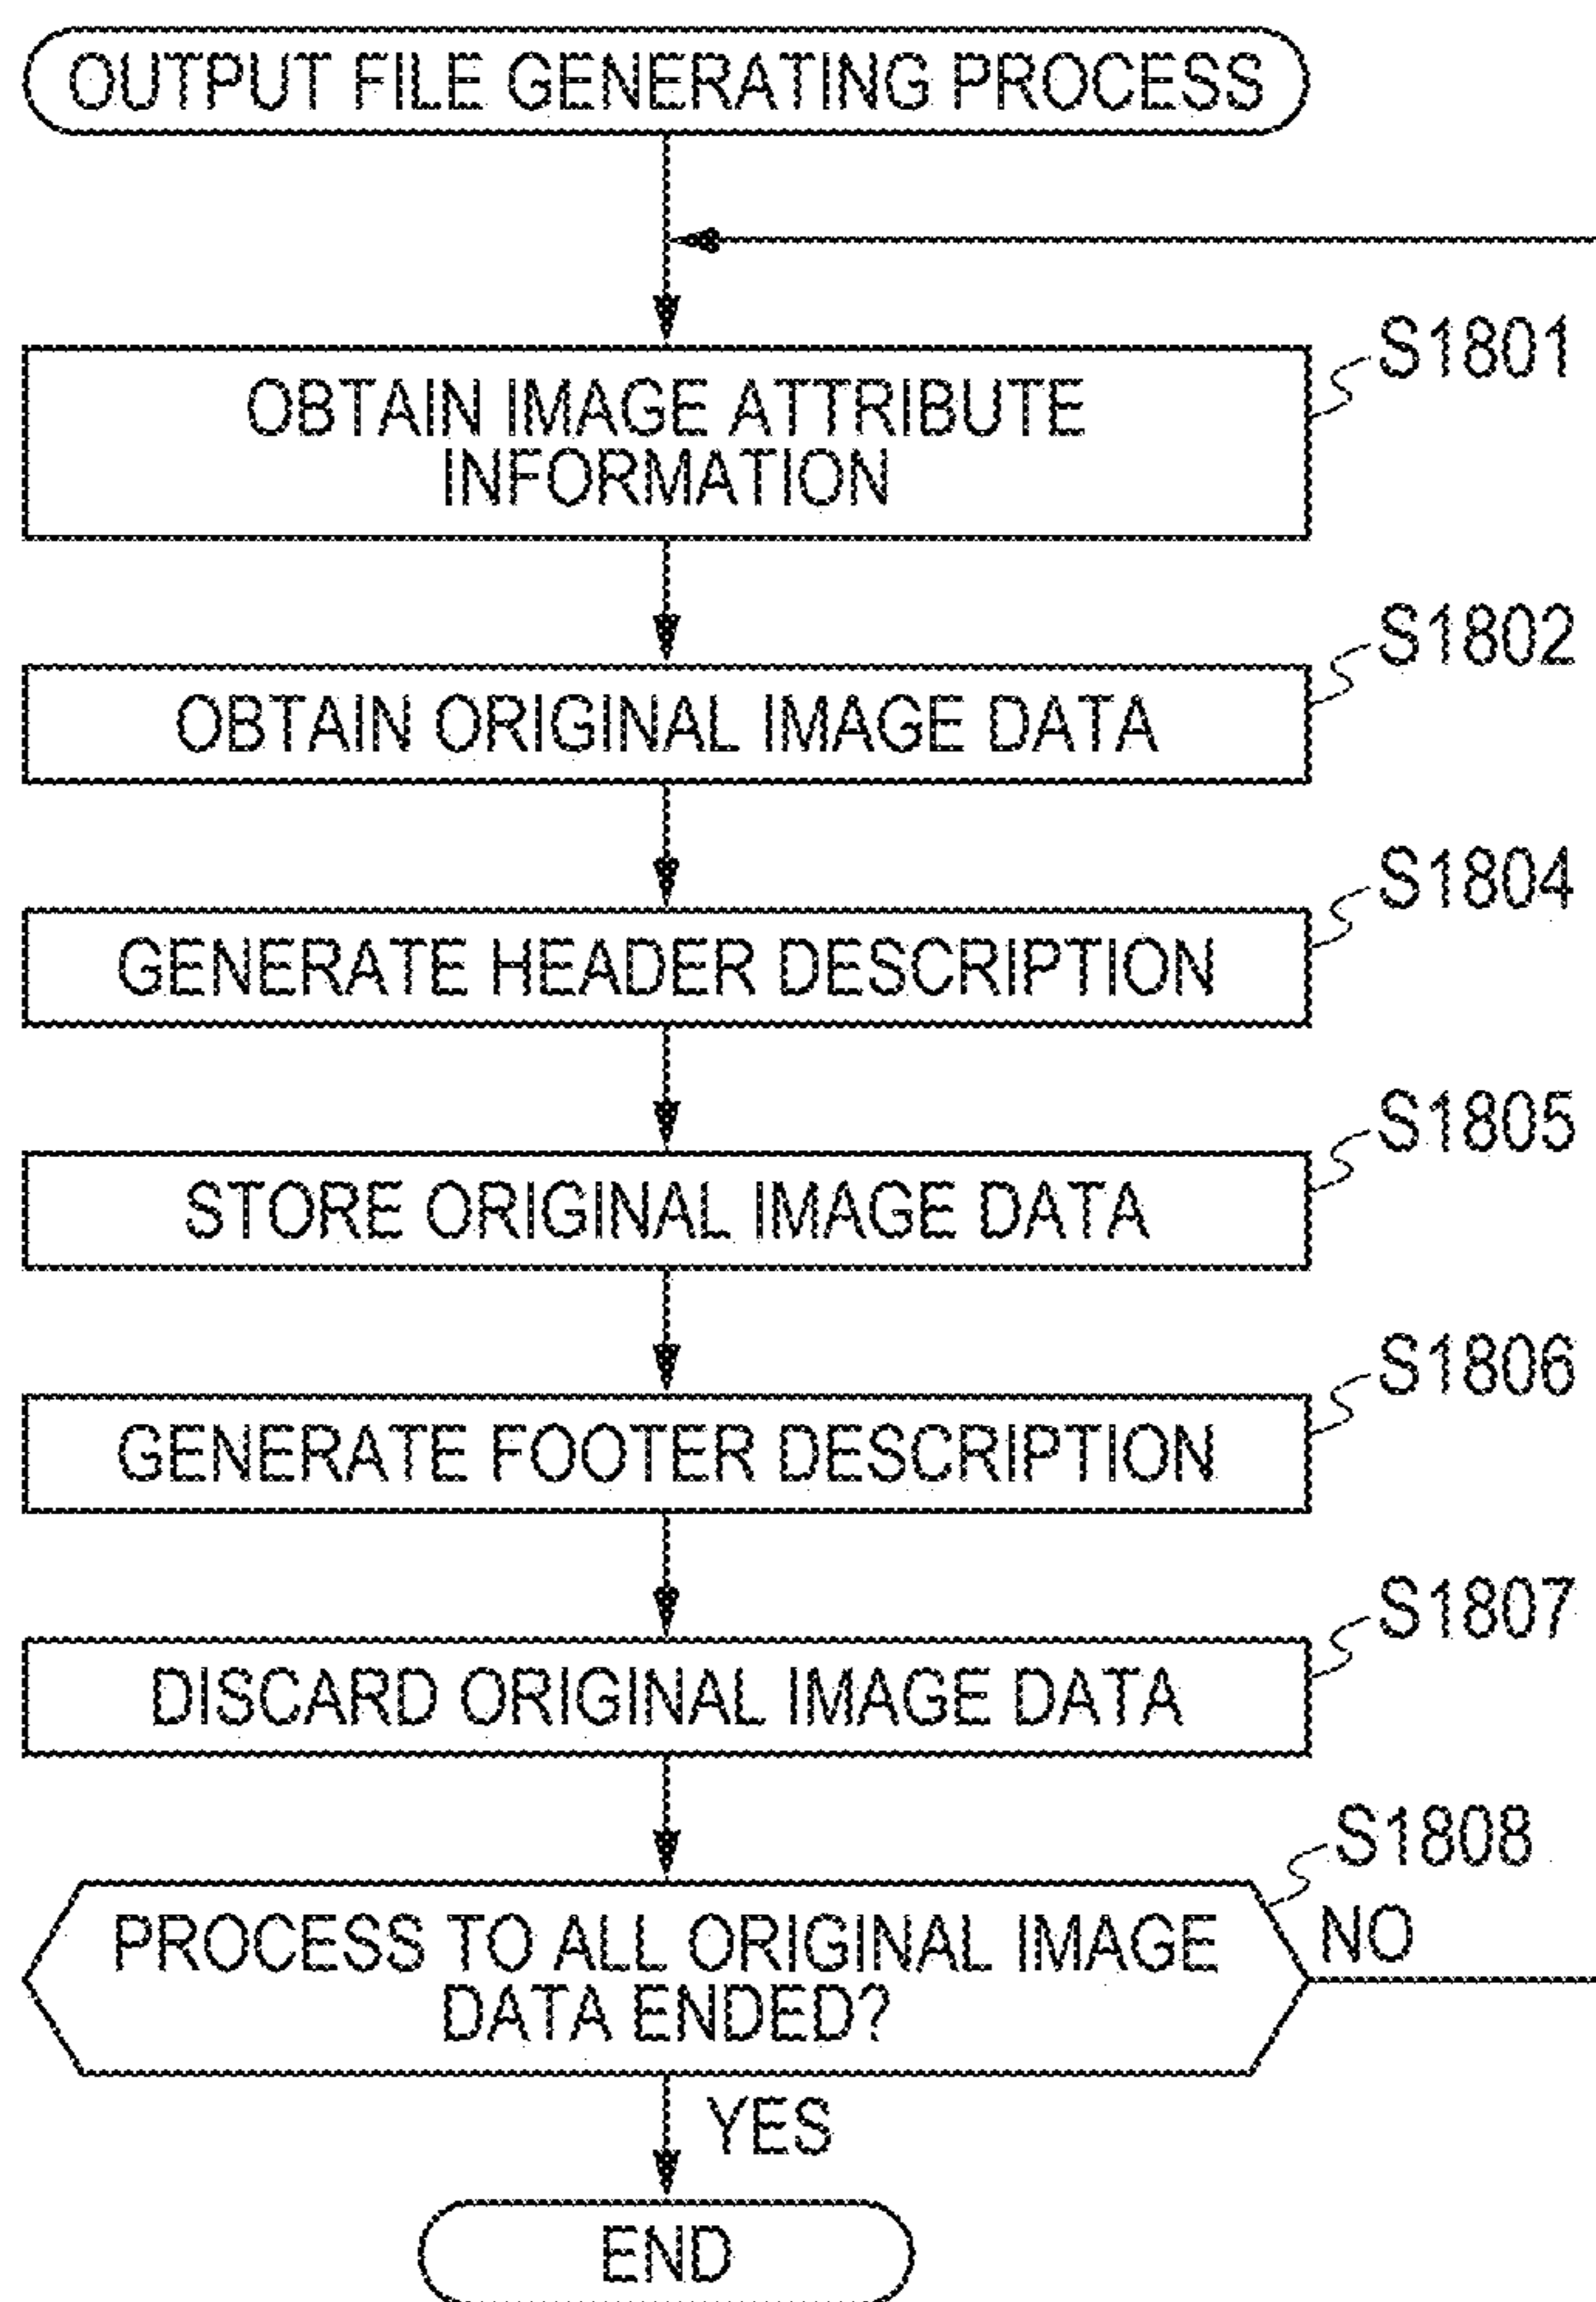 OUTPUT FILE GENERATING PROCESS
S1801
OBTAIN IMAGE ATTRIBUTE
INFORMATION
S1802
OBTAIN ORIGINAL IMAGE DATA
S1804
GENERATE HEADER DESCRIPTION
S1805
STORE ORIGINAL IMAGE DATA
S1806
GENERATE FOOTER DESCRIPTION
S1807
DISCARD ORIGINAL IMAGE DATA
S1808
PROCESS TO ALL ORIGINAL IMAGE
DATA ENDED?
NO
YES
END